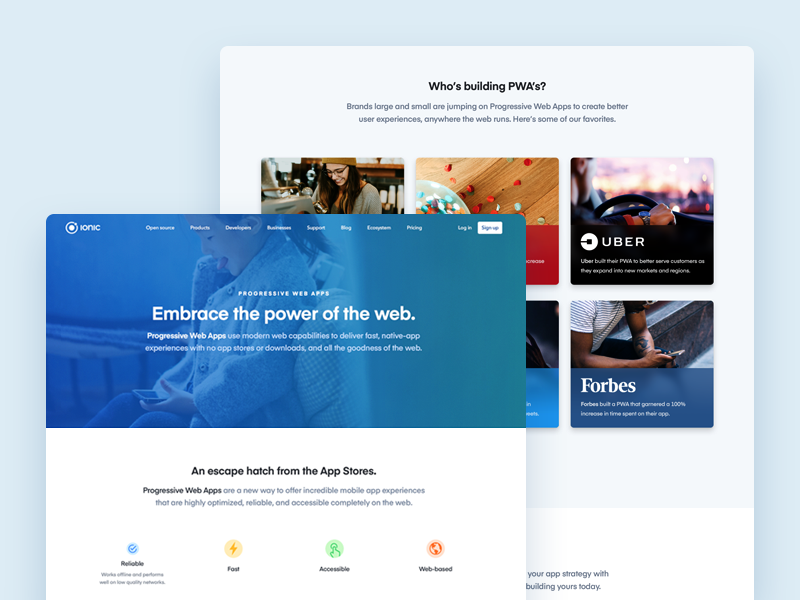 Who's building PWA's?
Brands large and small are jumping on Progressive Web Apps to create better
user experiences, anywhere the web runs. Here's some of our favorites.
UBER
Uber built their PWA to better serve customers as
they expand into new markets and regions.
Forbes
Forbes built a PWA that garnered a 100%
increase in time spent on their app.
your app strategy with
building yours today.
IONIC
Open source Products Developers Businesses Support Blog Ecosystem Pricing Log in Sign up
PROGRESSIVE WEB APPS
Embrace the power of the web.
Progressive Web Apps use modern web capabilities to deliver fast, native-app
experiences with no app stores or downloads, and all the goodness of the web.
An escape hatch from the App Stores.
Progressive Web Apps are a new way to offer incredible mobile app experiences
that are highly optimized, reliable, and accessible completely on the web.
Reliable
Works offline and performs
well on low quality networks.
Fast
Accessible
Web-based